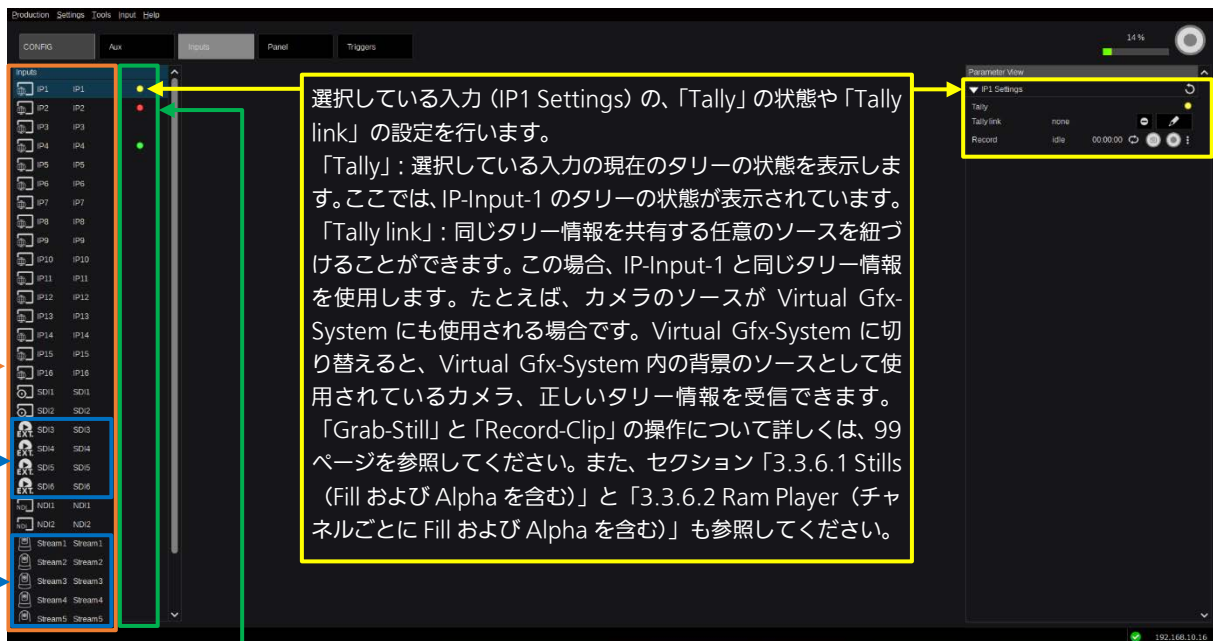 Production Settings Tools Input Help
CONFIG Aux Inputs Panel Triggers
14 %
Inputs
IP1 IP1
IP2 IP2
IP3 IP3
IP4 IP4
IP5 IP5
IP6 IP6
IP7 IP7
IP8 IP8
IP9 IP9
IP10 IP10
IP11 IP11
IP12 IP12
IP13 IP13
IP14 IP14
IP15 IP15
IP16 IP16
SDI1 SDI1
SDI2 SDI2
EXT. SDI3 SDI3
EXT. SDI4 SDI4
EXT. SDI5 SDI5
EXT. SDI6 SDI6
NDI NDI1 NDI1
NDI NDI2 NDI2
Stream1 Stream1
Stream2 Stream2
Stream3 Stream3
Stream4 Stream4
Stream5 Stream5
選択している入力（IP1 Settings）の、「Tally」の状態や「Tally
link」の設定を行います。
「Tally」：選択している入力の現在のタリーの状態を表示しま
す。ここでは、IP-Input-1 のタリーの状態が表示されています。
「Tally link」：同じタリー情報を共有する任意のソースを紐づ
けることができます。この場合、IP-Input-1 と同じタリー情報
を使用します。たとえば、カメラのソースが Virtual Gfx-
System にも使用される場合です。Virtual Gfx-System に切
り替えると、Virtual Gfx-System 内の背景のソースとして使
用されているカメラ、正しいタリー情報を受信できます。
「Grab-Still」と「Record-Clip」の操作について詳しくは、99
ページを参照してください。また、セクション「3.3.6.1 Stills
（Fill および Alpha を含む）」と「3.3.6.2 Ram Player（チャ
ネルごとに Fill および Alpha を含む）」も参照してください。
Parameter View
IP1 Settings
Tally
Tally link none
Record idle 00:00:00
192.168.10.16